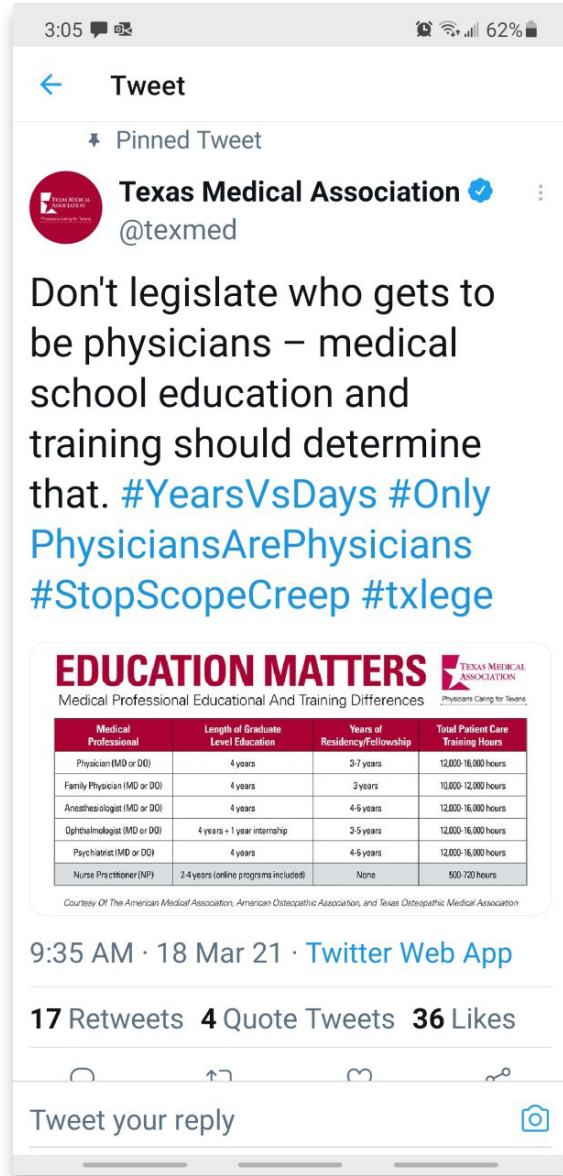 3:05
62%
Tweet
Pinned Tweet
Texas Medical Association
@texmed
Don't legislate who gets to
be physicians – medical
school education and
training should determine
that. #YearsVsDays #Only
PhysiciansArePhysicians
#StopScopeCreep #txlege
EDUCATION MATTERS
Medical Professional Educational And Training Differences
TEXAS MEDICAL
ASSOCIATION
Physicians Caring for Texans
Medical Professional | Length of Graduate Level Education | Years of Residency/Fellowship | Total Patient Care Training Hours
Physician (MD or DO) | 4 years | 3-7 years | 12,000-16,000 hours
Family Physician (MD or DO) | 4 years | 3 years | 10,000-12,000 hours
Anesthesiologist (MD or DO) | 4 years | 4-6 years | 12,000-16,000 hours
Ophthalmologist (MD or DO) | 4 years + 1 year internship | 3-5 years | 12,000-16,000 hours
Psychiatrist (MD or DO) | 4 years | 4-6 years | 12,000-16,000 hours
Nurse Practitioner (NP) | 2-4 years (online programs included) | None | 500-720 hours
Courtesy Of The American Medical Association, American Osteopathic Association, and Texas Osteopathic Medical Association
9:35 AM · 18 Mar 21 · Twitter Web App
17 Retweets 4 Quote Tweets 36 Likes
Tweet your reply